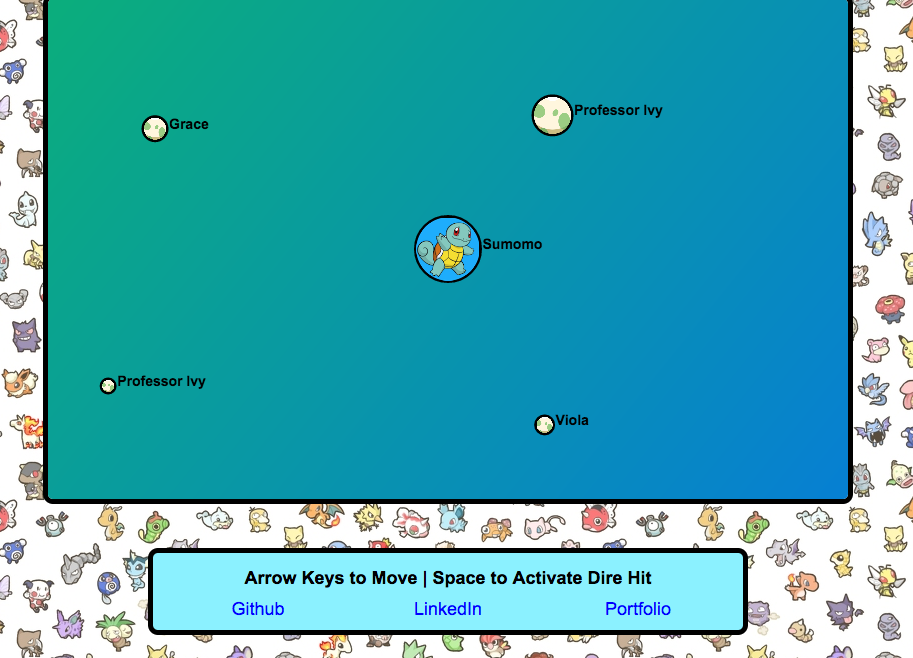 Grace
Professor Ivy
Sumomo
Professor Ivy
Viola
Arrow Keys to Move | Space to Activate Dire Hit
Github
LinkedIn
Portfolio